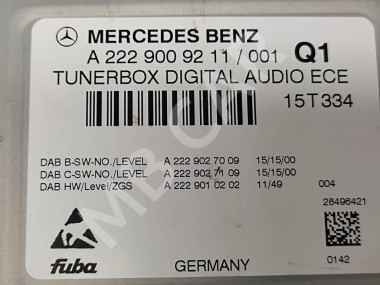 MERCEDES BENZ
A 222 900 92 11 / 001 Q1
TUNERBOX DIGITAL AUDIO ECE
15T334
DAB B-SW-NO./LEVEL A 222 902 70 09 15/15/00
DAB C-SW-NO./LEVEL A 222 902 71 09 15/15/00
DAB HW/Level/ZGS A 222 901 02 02 11/49 004
28496421
fuba GERMANY 0142
MB CAR